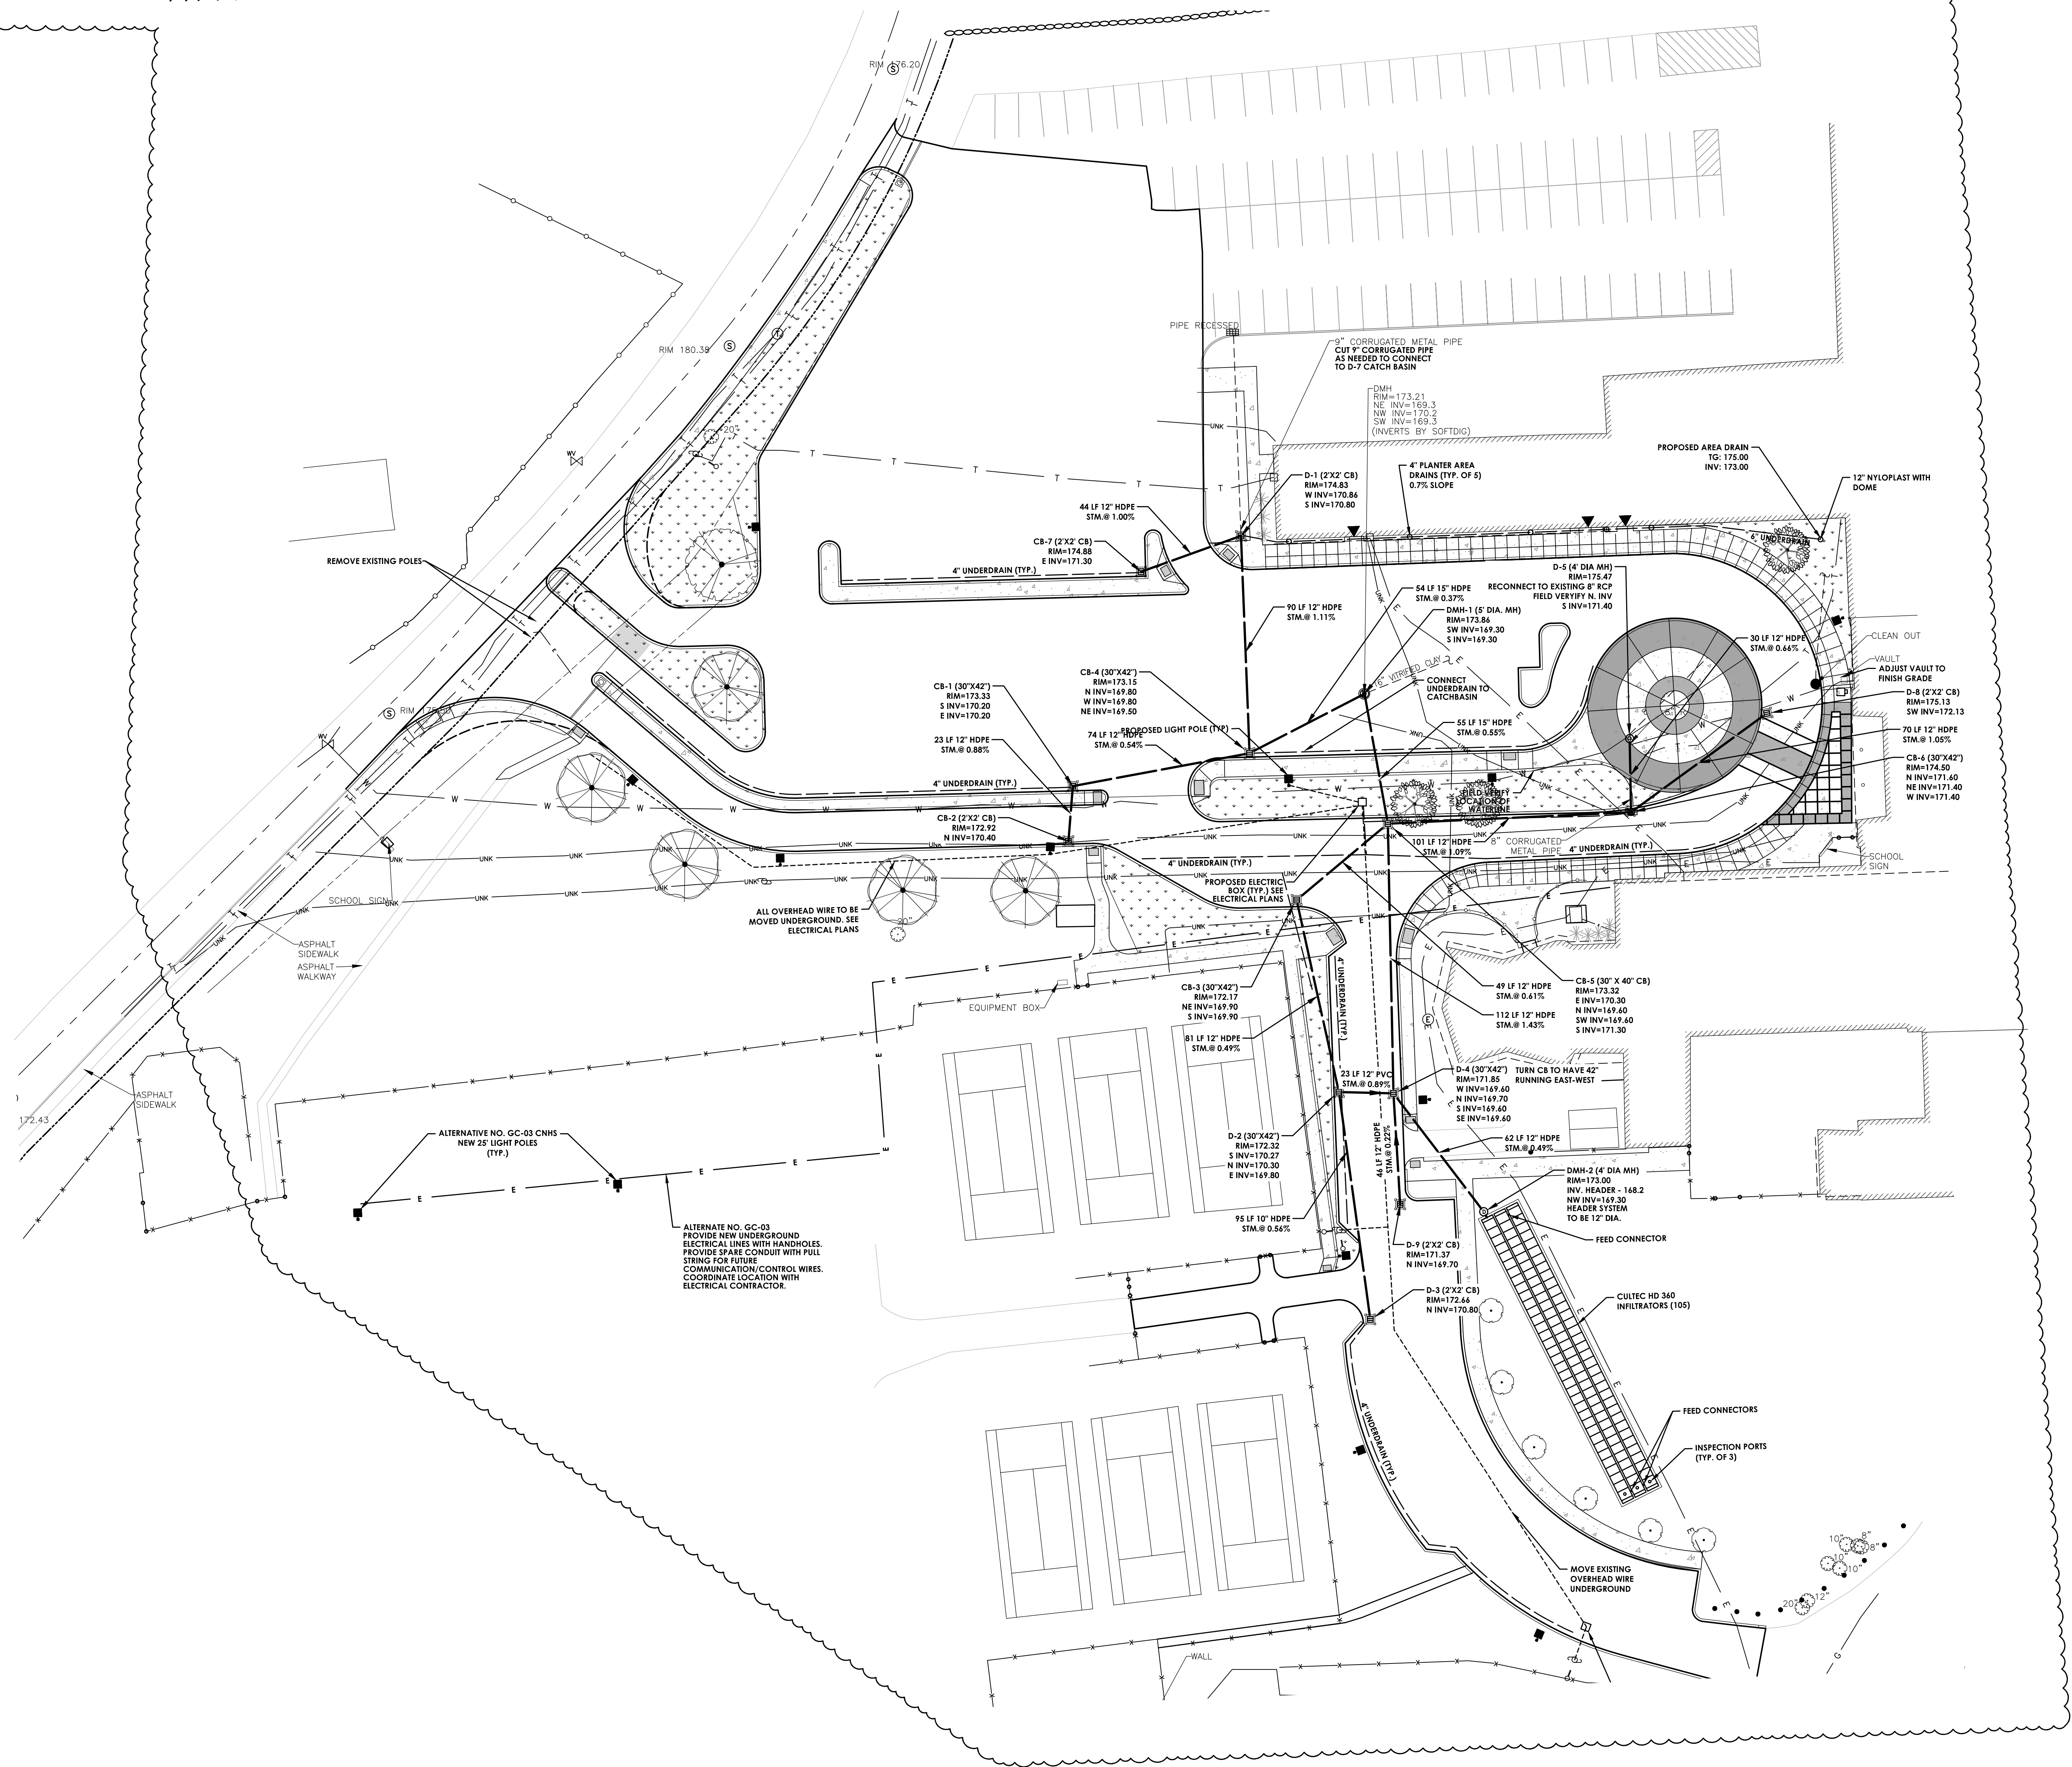 RIM 176.20
RIM 180.38
20"
WV
REMOVE EXISTING POLES
PIPE RECESSED
9" CORRUGATED METAL PIPE
CUT 9" CORRUGATED PIPE
AS NEEDED TO CONNECT
TO D-7 CATCH BASIN
DMH
RIM=173.21
NE INV=169.3
NW INV=170.2
SW INV=169.3
(INVERTS BY SOFTDIG)
PROPOSED AREA DRAIN
TG: 175.00
INV: 173.00
12" NYLOPLAST WITH
DOME
D-1 (2'X2' CB)
RIM=174.83
W INV=170.86
S INV=170.80
4" PLANTER AREA
DRAINS (TYP. OF 5)
0.7% SLOPE
44 LF 12" HDPE
STM.@ 1.00%
CB-7 (2'X2' CB)
RIM=174.88
E INV=171.30
4" UNDERDRAIN (TYP.)
6" UNDERDRAIN
D-5 (4' DIA MH)
RIM=175.47
RECONNECT TO EXISTING 8" RCP
FIELD VERYIFY N. INV
S INV=171.40
54 LF 15" HDPE
STM.@ 0.37%
DMH-1 (5' DIA. MH)
RIM=173.86
SW INV=169.30
S INV=169.30
90 LF 12" HDPE
STM.@ 1.11%
30 LF 12" HDPE
STM.@ 0.66%
CLEAN OUT
VAULT
ADJUST VAULT TO
FINISH GRADE
D-8 (2'X2' CB)
RIM=175.13
SW INV=172.13
70 LF 12" HDPE
STM.@ 1.05%
CB-6 (30"X42")
RIM=174.50
N INV=171.60
NE INV=171.40
W INV=171.40
6" VITRIFIED CLAY
CONNECT
UNDERDRAIN TO
CATCHBASIN
CB-4 (30"X42")
RIM=173.15
N INV=169.80
W INV=169.80
NE INV=169.50
CB-1 (30"X42")
RIM=173.33
S INV=170.20
E INV=170.20
PROPOSED LIGHT POLE (TYP)
74 LF 12" HDPE
STM.@ 0.54%
23 LF 12" HDPE
STM.@ 0.88%
55 LF 15" HDPE
STM.@ 0.55%
4" UNDERDRAIN (TYP.)
FIELD VERIFY
LOCATION OF
WATERLINE
CB-2 (2'X2' CB)
RIM=172.92
N INV=170.40
101 LF 12" HDPE
STM.@ 1.09%
8" CORRUGATED
METAL PIPE
4" UNDERDRAIN (TYP.)
4" UNDERDRAIN (TYP.)
SCHOOL
SIGN
WV
SCHOOL SIGN
PROPOSED ELECTRIC
BOX (TYP.) SEE
ELECTRICAL PLANS
ALL OVERHEAD WIRE TO BE
MOVED UNDERGROUND. SEE
ELECTRICAL PLANS
20"
ASPHALT
SIDEWALK
ASPHALT
WALKWAY
EQUIPMENT BOX
CB-3 (30"X42")
RIM=172.17
NE INV=169.90
S INV=169.90
4" UNDERDRAIN (TYP.)
49 LF 12" HDPE
STM.@ 0.61%
112 LF 12" HDPE
STM.@ 1.43%
CB-5 (30" X 40" CB)
RIM=173.32
E INV=170.30
N INV=169.60
SW INV=169.60
S INV=171.30
81 LF 12" HDPE
STM.@ 0.49%
23 LF 12" PVC
STM.@ 0.89%
D-4 (30"X42")
RIM=171.85
W INV=169.60
N INV=169.70
S INV=169.60
SE INV=169.60
TURN CB TO HAVE 42"
RUNNING EAST-WEST
ASPHALT
SIDEWALK
172.43
ALTERNATIVE NO. GC-03 CNHS
NEW 25' LIGHT POLES
(TYP.)
D-2 (30"X42")
RIM=172.32
S INV=170.27
N INV=170.30
E INV=169.80
46 LF 12" HDPE
STM.@ 0.22%
62 LF 12" HDPE
STM.@ 0.49%
DMH-2 (4' DIA MH)
RIM=173.00
INV. HEADER - 168.2
NW INV=169.30
HEADER SYSTEM
TO BE 12" DIA.
95 LF 10" HDPE
STM.@ 0.56%
FEED CONNECTOR
ALTERNATE NO. GC-03
PROVIDE NEW UNDERGROUND
ELECTRICAL LINES WITH HANDHOLES.
PROVIDE SPARE CONDUIT WITH PULL
STRING FOR FUTURE
COMMUNICATION/CONTROL WIRES.
COORDINATE LOCATION WITH
ELECTRICAL CONTRACTOR.
D-9 (2'X2' CB)
RIM=171.37
N INV=169.70
D-3 (2'X2' CB)
RIM=172.66
N INV=170.80
CULTEC HD 360
INFILTRATORS (105)
4" UNDERDRAIN (TYP.)
FEED CONNECTORS
INSPECTION PORTS
(TYP. OF 3)
MOVE EXISTING
OVERHEAD WIRE
UNDERGROUND
10"
8"
8"
10"
10"
12"
20"
WALL